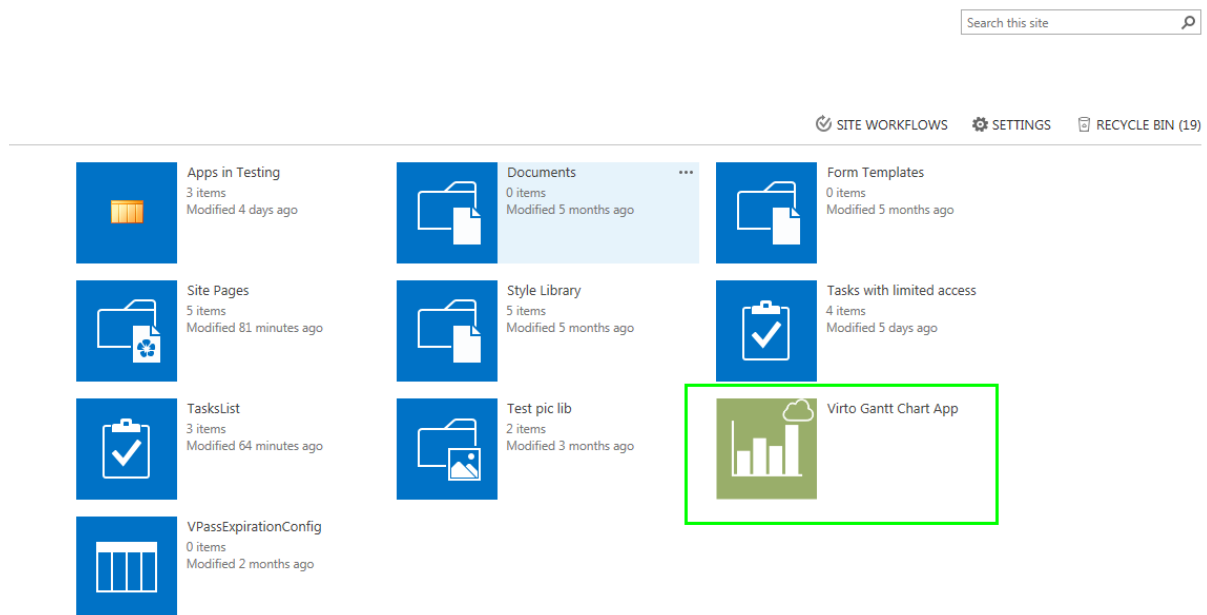 Search this site
SITE WORKFLOWS SETTINGS RECYCLE BIN (19)
Apps in Testing
3 items
Modified 4 days ago
Documents ...
0 items
Modified 5 months ago
Form Templates
0 items
Modified 5 months ago
Site Pages
5 items
Modified 81 minutes ago
Style Library
5 items
Modified 5 months ago
Tasks with limited access
4 items
Modified 5 days ago
TasksList
3 items
Modified 64 minutes ago
Test pic lib
2 items
Modified 3 months ago
Virto Gantt Chart App
VPassExpirationConfig
0 items
Modified 2 months ago